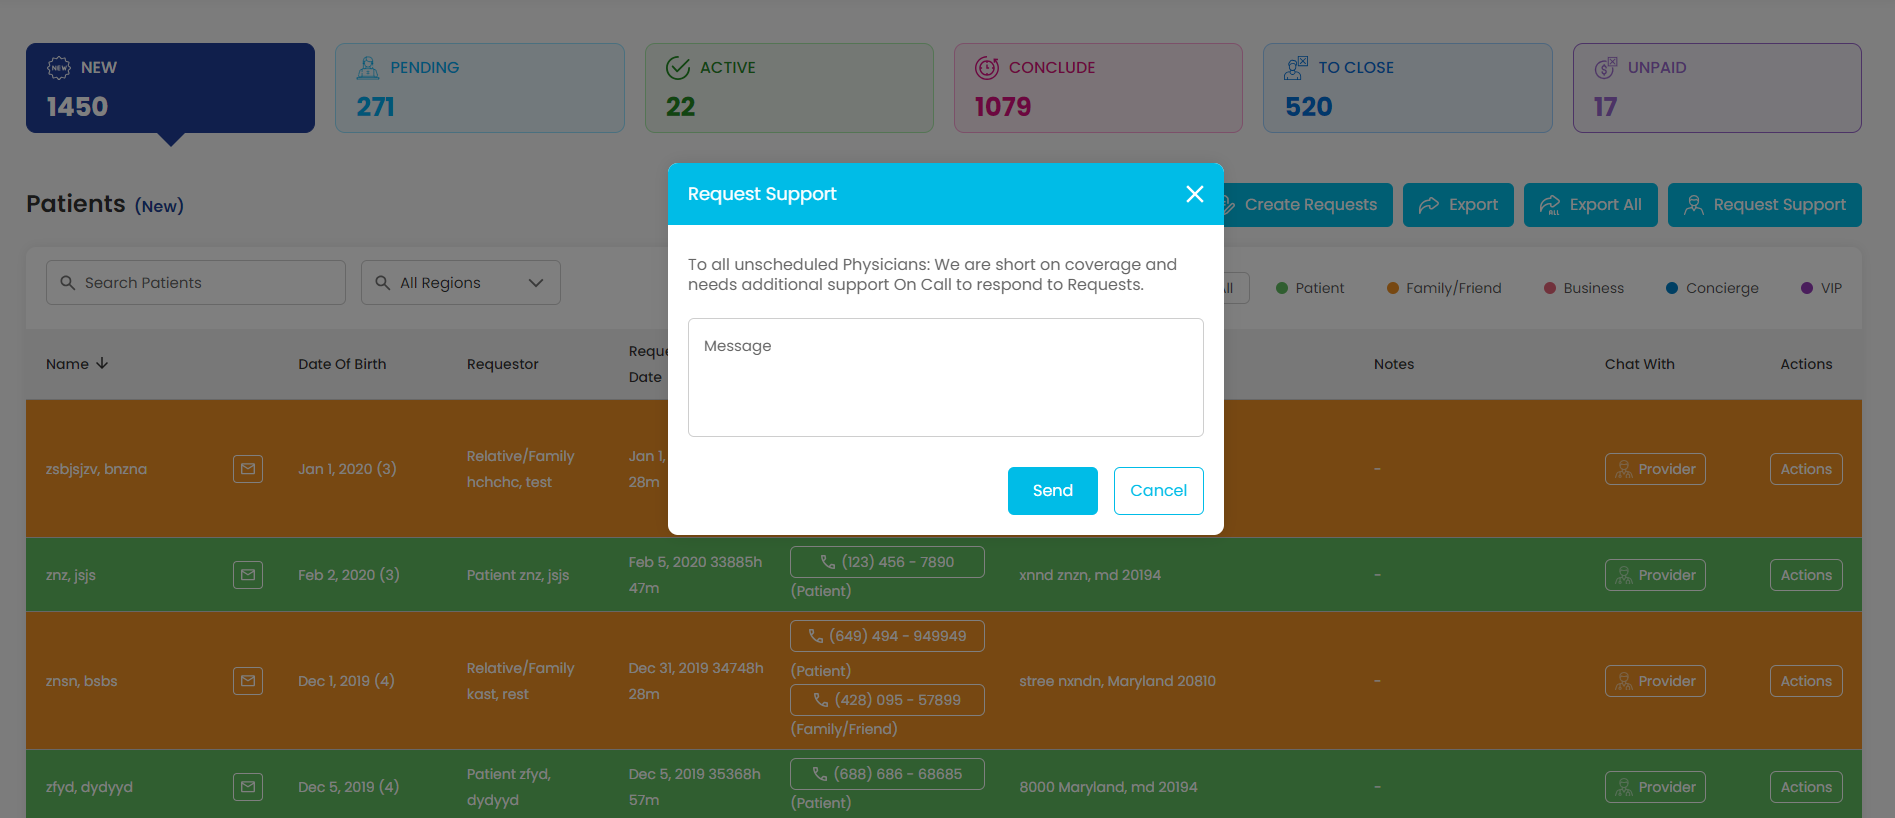 NEW
1450
PENDING
271
ACTIVE
22
CONCLUDE
1079
TO CLOSE
520
UNPAID
17
Patients (New)
Create Requests
Export
Export All
Request Support
Request Support
To all unscheduled Physicians: We are short on coverage and
needs additional support On Call to respond to Requests.
Message
Send
Cancel
Search Patients
All Regions
Patient
Family/Friend
Business
Concierge
VIP
Name
Date Of Birth
Requestor
Date
Notes
Chat With
Actions
zsbjsjzv, bnzna
Jan 1, 2020 (3)
Relative/Family
hchchc, test
Jan 1,
28m
-
Provider
Actions
znz, jsjs
Feb 2, 2020 (3)
Patient znz, jsjs
Feb 5, 2020 33885h
47m
(123) 456 - 7890
(Patient)
xnnd znzn, md 20194
-
Provider
Actions
znsn, bsbs
Dec 1, 2019 (4)
Relative/Family
kast, rest
Dec 31, 2019 34748h
28m
(649) 494 - 949949
(Patient)
(428) 095 - 57899
(Family/Friend)
stree nxndn, Maryland 20810
-
Provider
Actions
zfyd, dydyyd
Dec 5, 2019 (4)
Patient zfyd,
dydyyd
Dec 5, 2019 35368h
57m
(688) 686 - 68685
(Patient)
8000 Maryland, md 20194
-
Provider
Actions